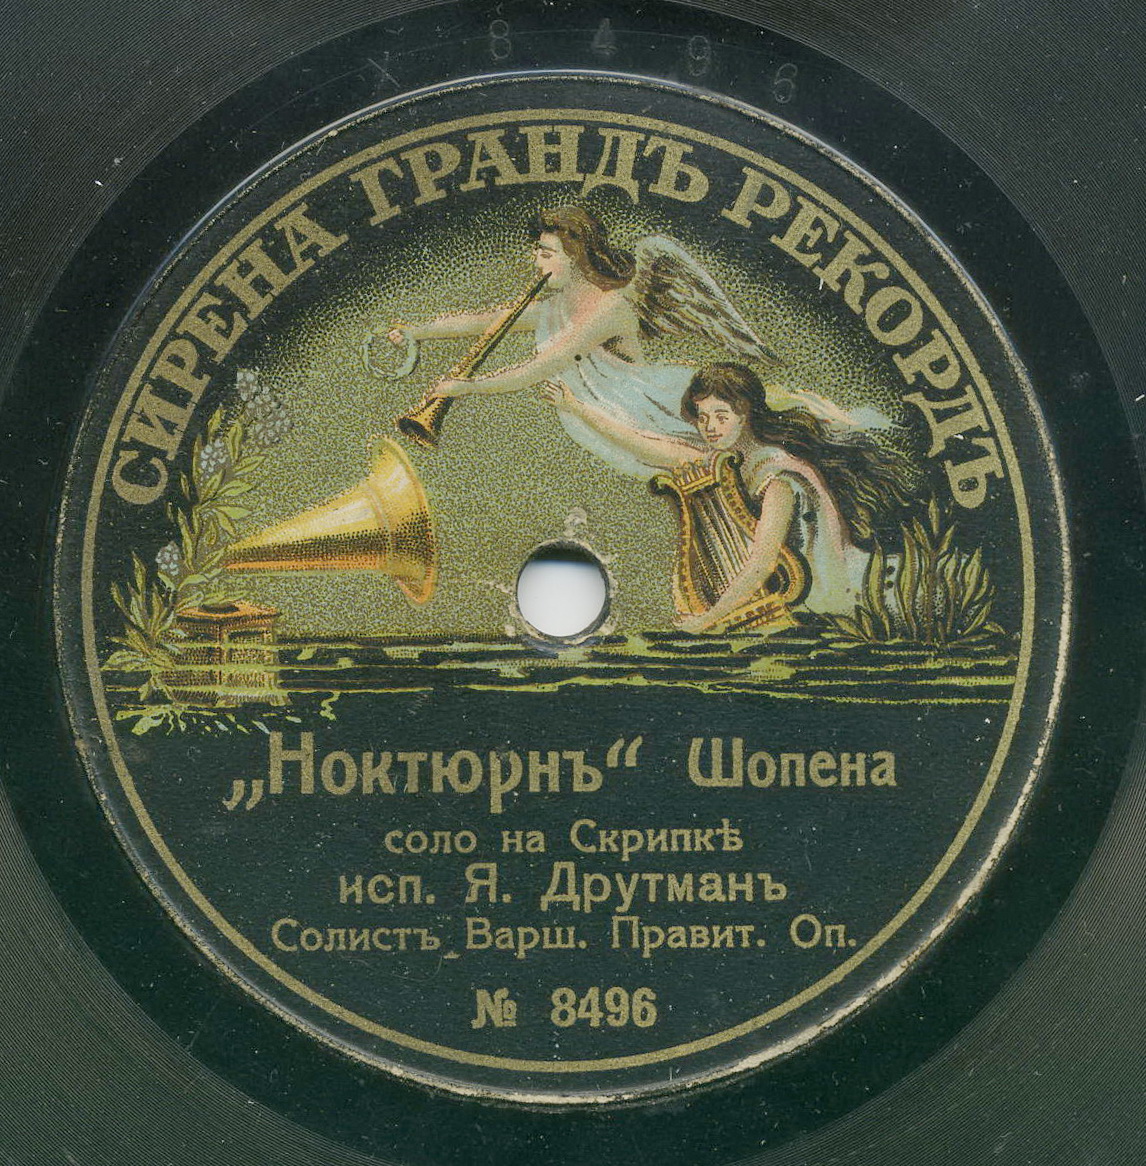 X 8496
СИРЕНА ГРАНДЪ РЕКОРДЪ
„Ноктюрнъ“ Шопена
соло на Скрипкѣ
исп. Я. Друтманъ
Солистъ Варш. Правит. Оп.
№ 8496